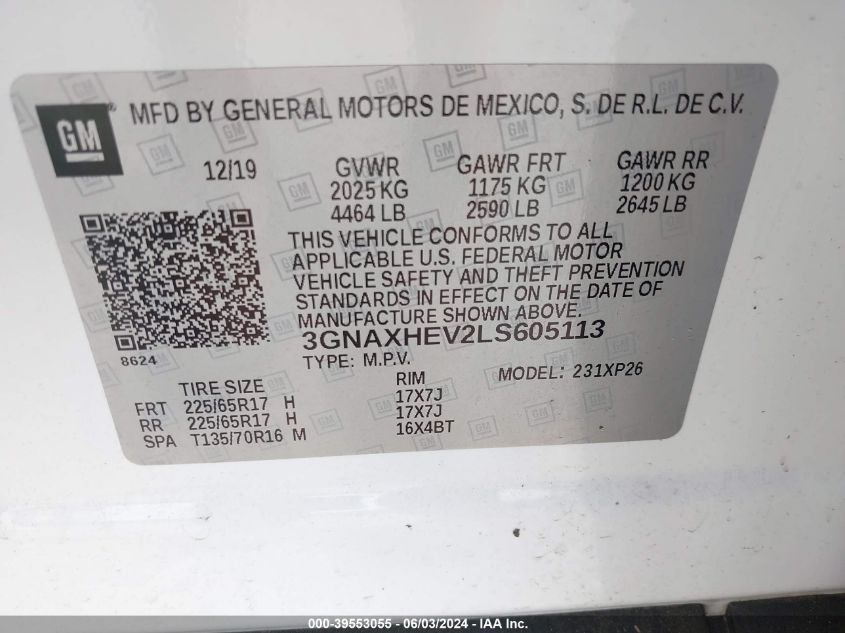 GM ® MFD BY GENERAL MOTORS DE MEXICO, S. DE R.L. DE C.V.
12/19 GVWR GAWR FRT GAWR RR
2025 KG 1175 KG 1200 KG
4464 LB 2590 LB 2645 LB
THIS VEHICLE CONFORMS TO ALL
APPLICABLE U.S. FEDERAL MOTOR
VEHICLE SAFETY AND THEFT PREVENTION
STANDARDS IN EFFECT ON THE DATE OF
MANUFACTURE SHOWN ABOVE.
8624
3GNAXHEV2LS605113
TYPE: M.P.V. MODEL: 231XP26
TIRE SIZE RIM
FRT 225/65R17 H 17X7J
RR 225/65R17 H 17X7J
SPA T135/70R16 M 16X4BT
000-39553055 - 06/03/2024 - IAA Inc.